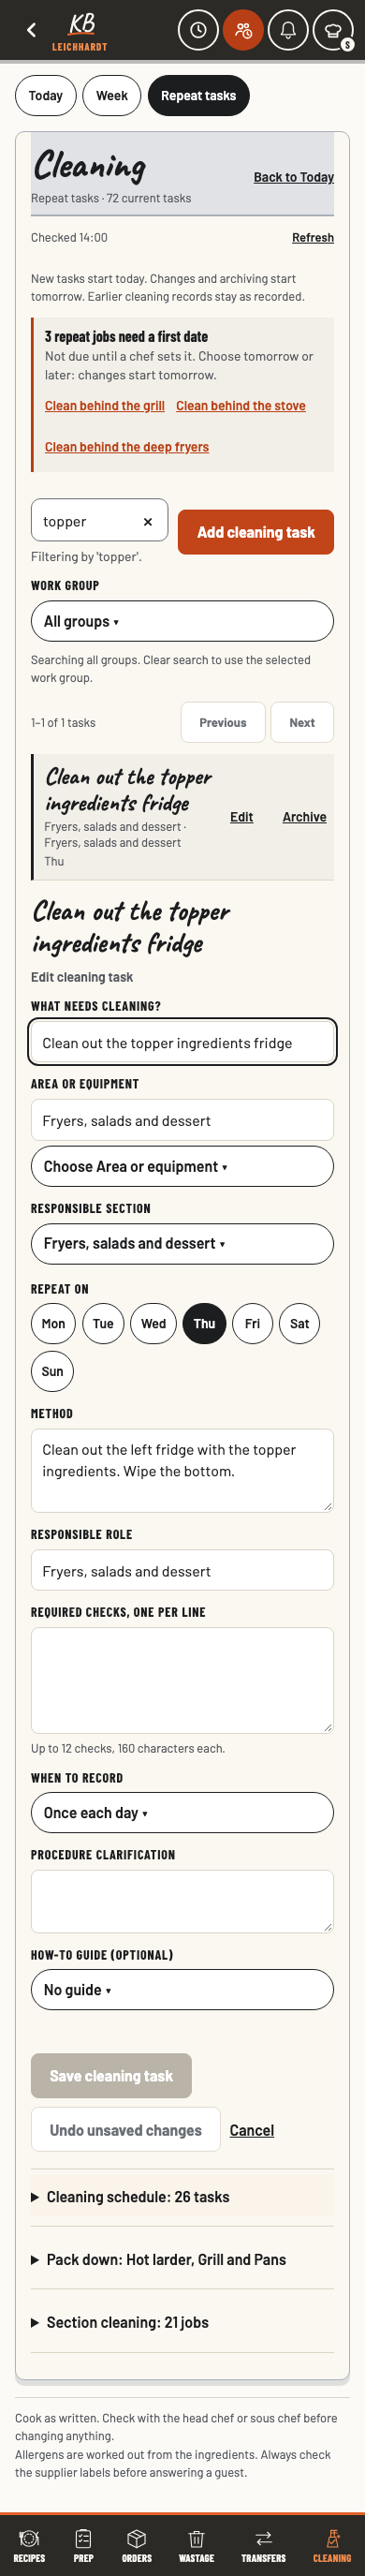 KB
LEICHHARDT
S
Today
Week
Repeat tasks
Cleaning
Back to Today
Repeat tasks · 72 current tasks
Checked 14:00
Refresh
New tasks start today. Changes and archiving start
tomorrow. Earlier cleaning records stay as recorded.
3 repeat jobs need a first date
Not due until a chef sets it. Choose tomorrow or
later: changes start tomorrow.
Clean behind the grill
Clean behind the stove
Clean behind the deep fryers
topper ×
Add cleaning task
Filtering by 'topper'.
WORK GROUP
All groups ▾
Searching all groups. Clear search to use the selected
work group.
1–1 of 1 tasks
Previous
Next
Clean out the topper
ingredients fridge
Fryers, salads and dessert ·
Fryers, salads and dessert
Thu
Edit
Archive
Clean out the topper
ingredients fridge
Edit cleaning task
WHAT NEEDS CLEANING?
Clean out the topper ingredients fridge
AREA OR EQUIPMENT
Fryers, salads and dessert
Choose Area or equipment ▾
RESPONSIBLE SECTION
Fryers, salads and dessert ▾
REPEAT ON
Mon
Tue
Wed
Thu
Fri
Sat
Sun
METHOD
Clean out the left fridge with the topper
ingredients. Wipe the bottom.
RESPONSIBLE ROLE
Fryers, salads and dessert
REQUIRED CHECKS, ONE PER LINE
Up to 12 checks, 160 characters each.
WHEN TO RECORD
Once each day ▾
PROCEDURE CLARIFICATION
HOW-TO GUIDE (OPTIONAL)
No guide ▾
Save cleaning task
Undo unsaved changes
Cancel
▶ Cleaning schedule: 26 tasks
▶ Pack down: Hot larder, Grill and Pans
▶ Section cleaning: 21 jobs
Cook as written. Check with the head chef or sous chef before
changing anything.
Allergens are worked out from the ingredients. Always check
the supplier labels before answering a guest.
RECIPES
PREP
ORDERS
WASTAGE
TRANSFERS
CLEANING